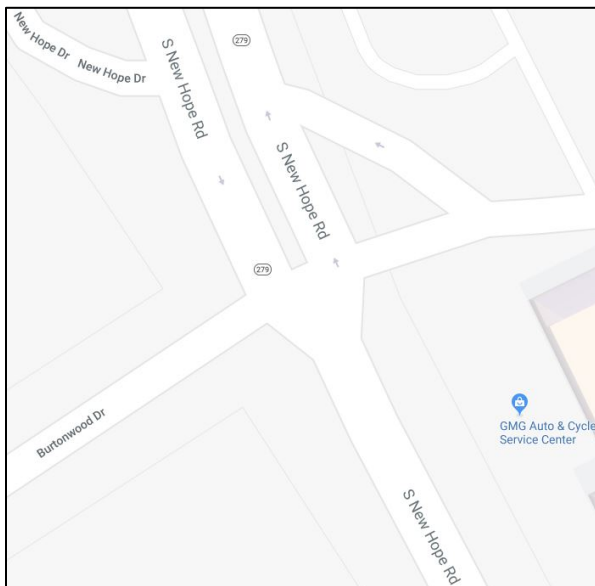 New Hope Dr
New Hope Dr
S New Hope Rd
279
S New Hope Rd
279
Burtonwood Dr
GMG Auto & Cycle
Service Center
S New Hope Rd